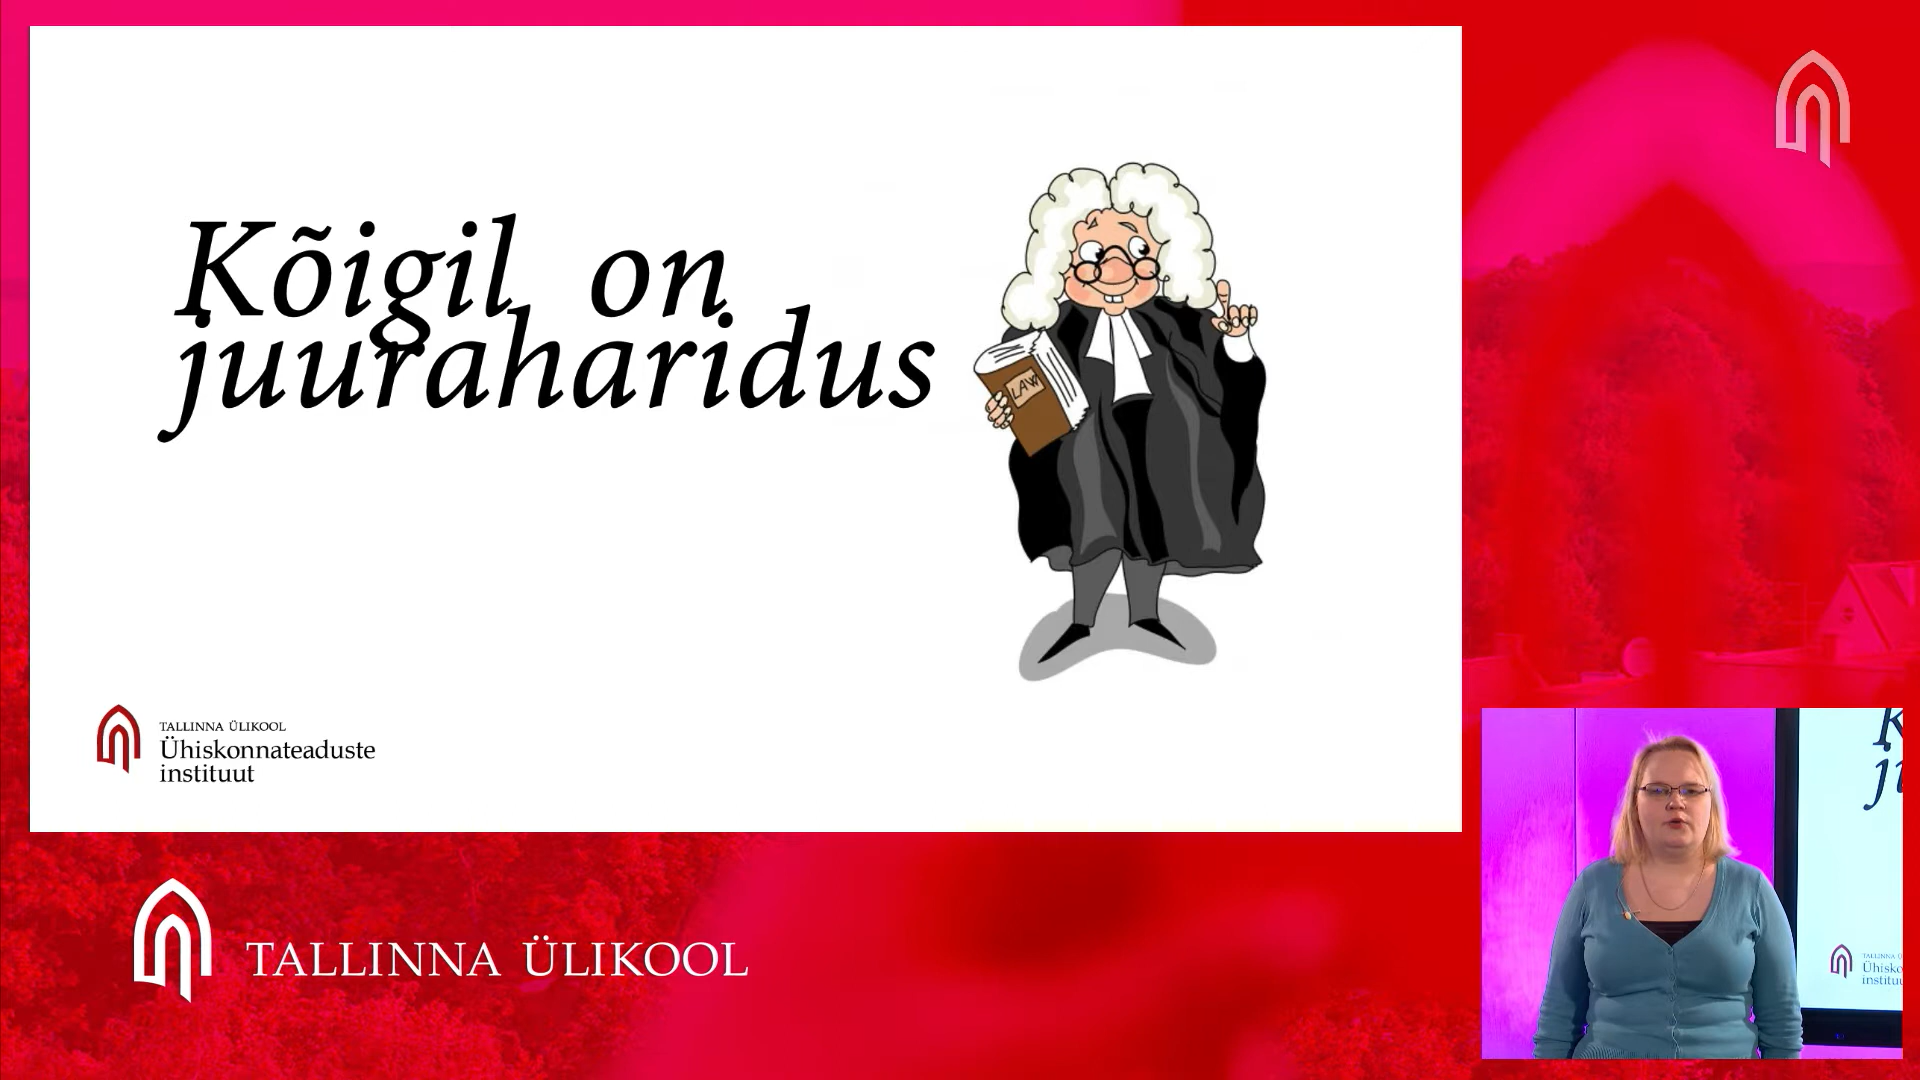 Kõigil on
juuraharidus
LAW
TALLINNA ÜLIKOOL
Ühiskonnateaduste
instituut
TALLINNA ÜLIKOOL